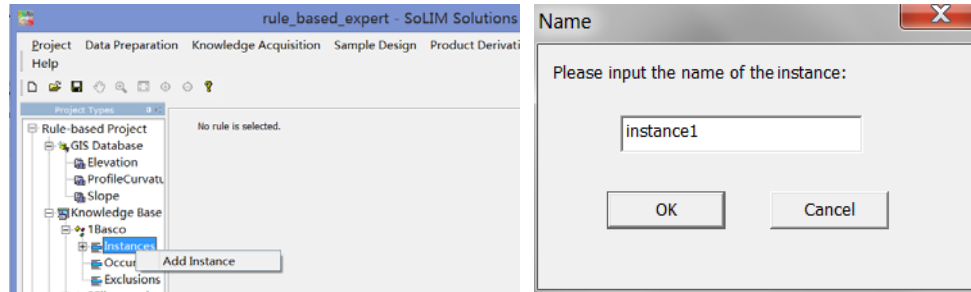 rule_based_expert - SoLIM Solutions
Project Data Preparation Knowledge Acquisition Sample Design Product Derivati
Help
Project Types
Rule-based Project
No rule is selected.
GIS Database
Elevation
ProfileCurvatu
Slope
Knowledge Base
1Basco
Instances
Add Instance
Occur
Exclusions
Name
X
Please input the name of the instance:
instance1
OK Cancel